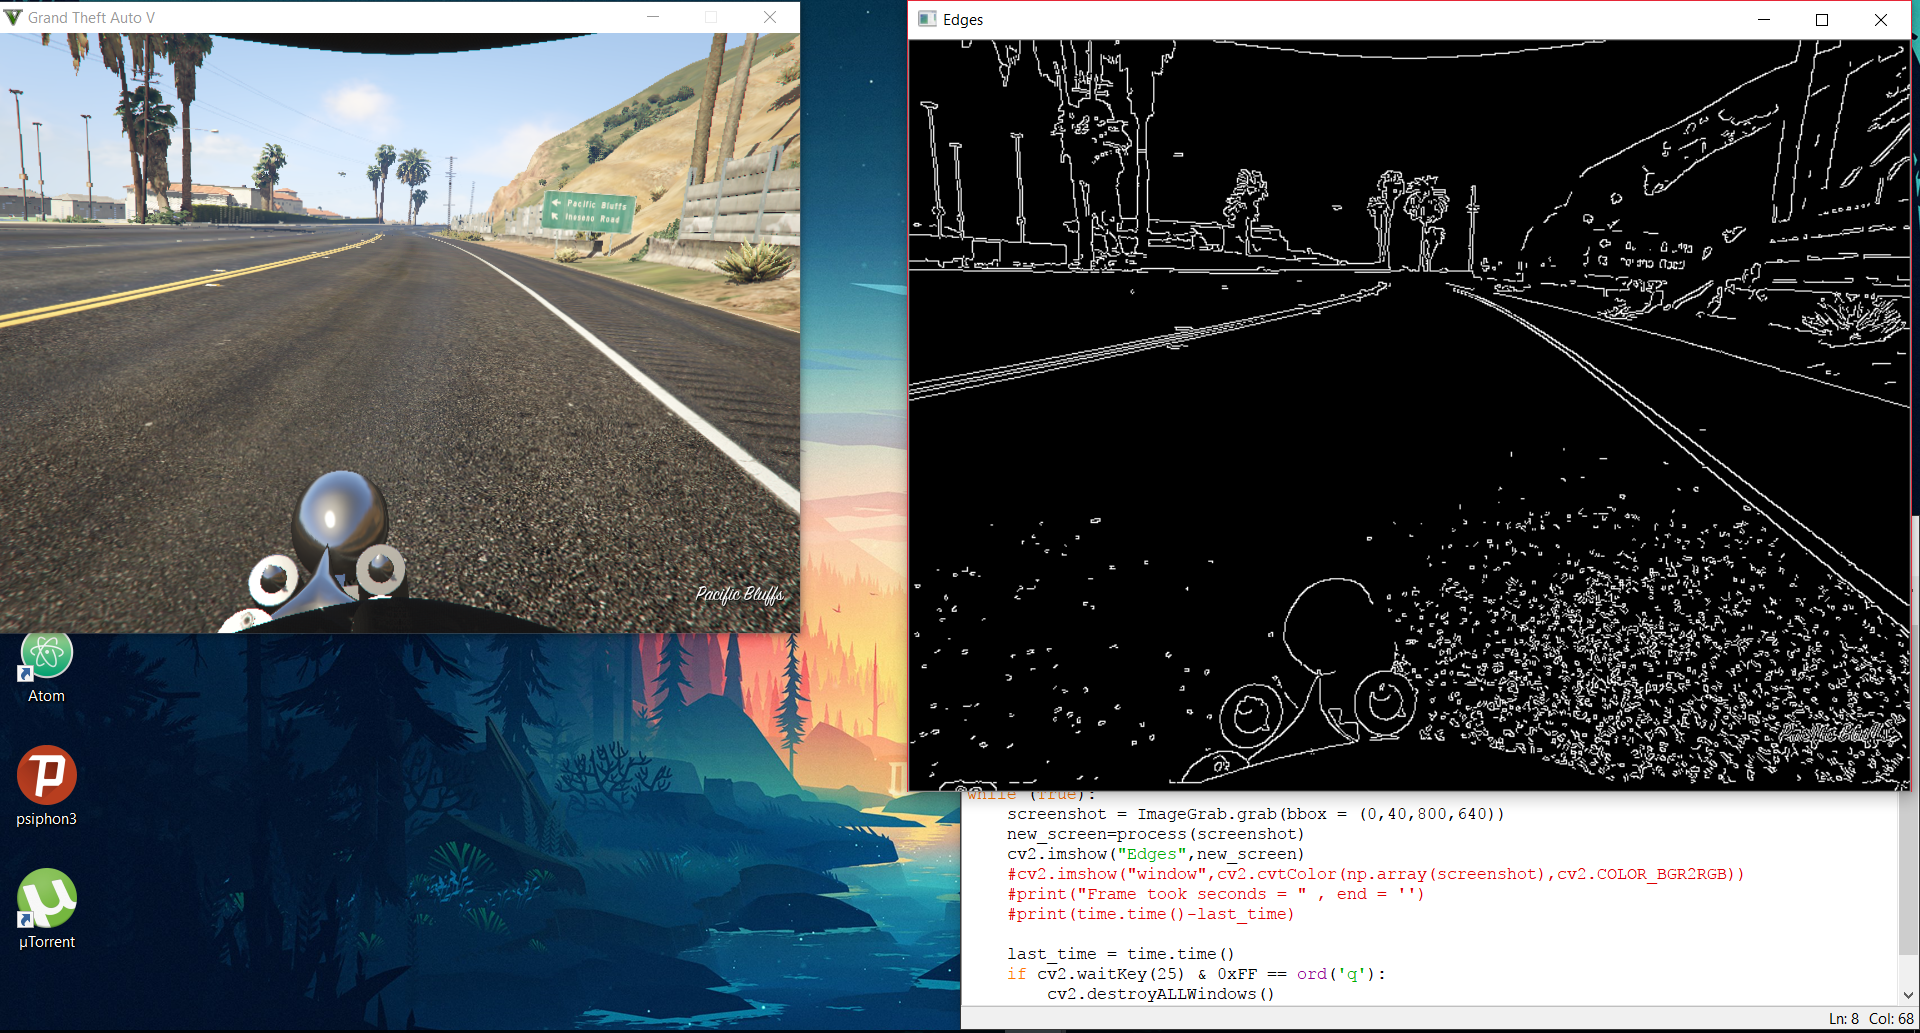 Grand Theft Auto V
Pacific Bluffs
Ineseno Road
Pacific Bluffs
Atom
psiphon3
µTorrent
Edges
Pacific Bluffs
while (True):
screenshot = ImageGrab.grab(bbox = (0,40,800,640))
new_screen=process(screenshot)
cv2.imshow("Edges",new_screen)
#cv2.imshow("window",cv2.cvtColor(np.array(screenshot),cv2.COLOR_BGR2RGB))
#print("Frame took seconds = " , end = '')
#print(time.time()-last_time)
last_time = time.time()
if cv2.waitKey(25) & 0xFF == ord('q'):
cv2.destroyALLWindows()
Ln: 8 Col: 68